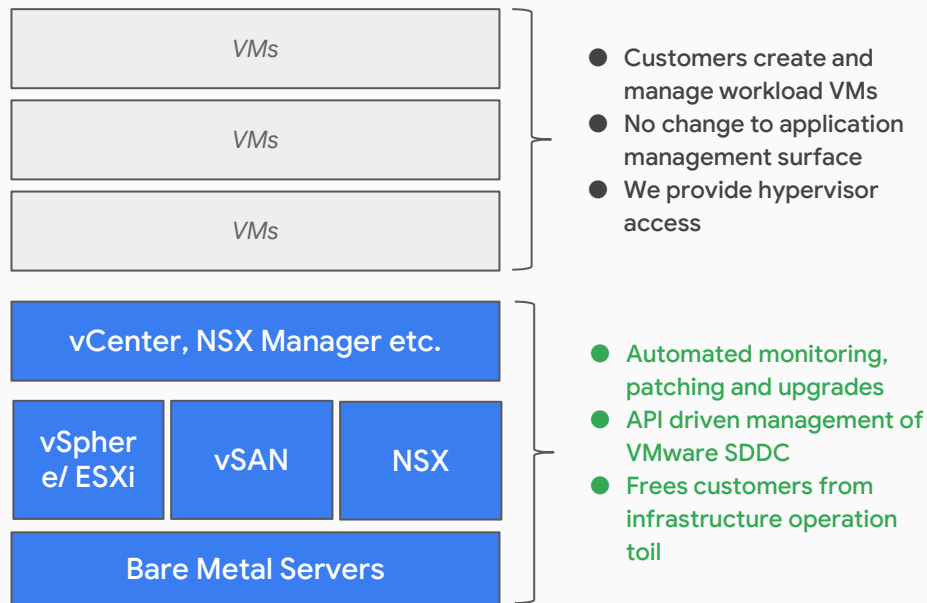 VMs
VMs
VMs
● Customers create and
manage workload VMs
● No change to application
management surface
● We provide hypervisor
access
vCenter, NSX Manager etc.
vSpher
e/ ESXi
vSAN
NSX
Bare Metal Servers
● Automated monitoring,
patching and upgrades
● API driven management of
VMware SDDC
● Frees customers from
infrastructure operation
toil